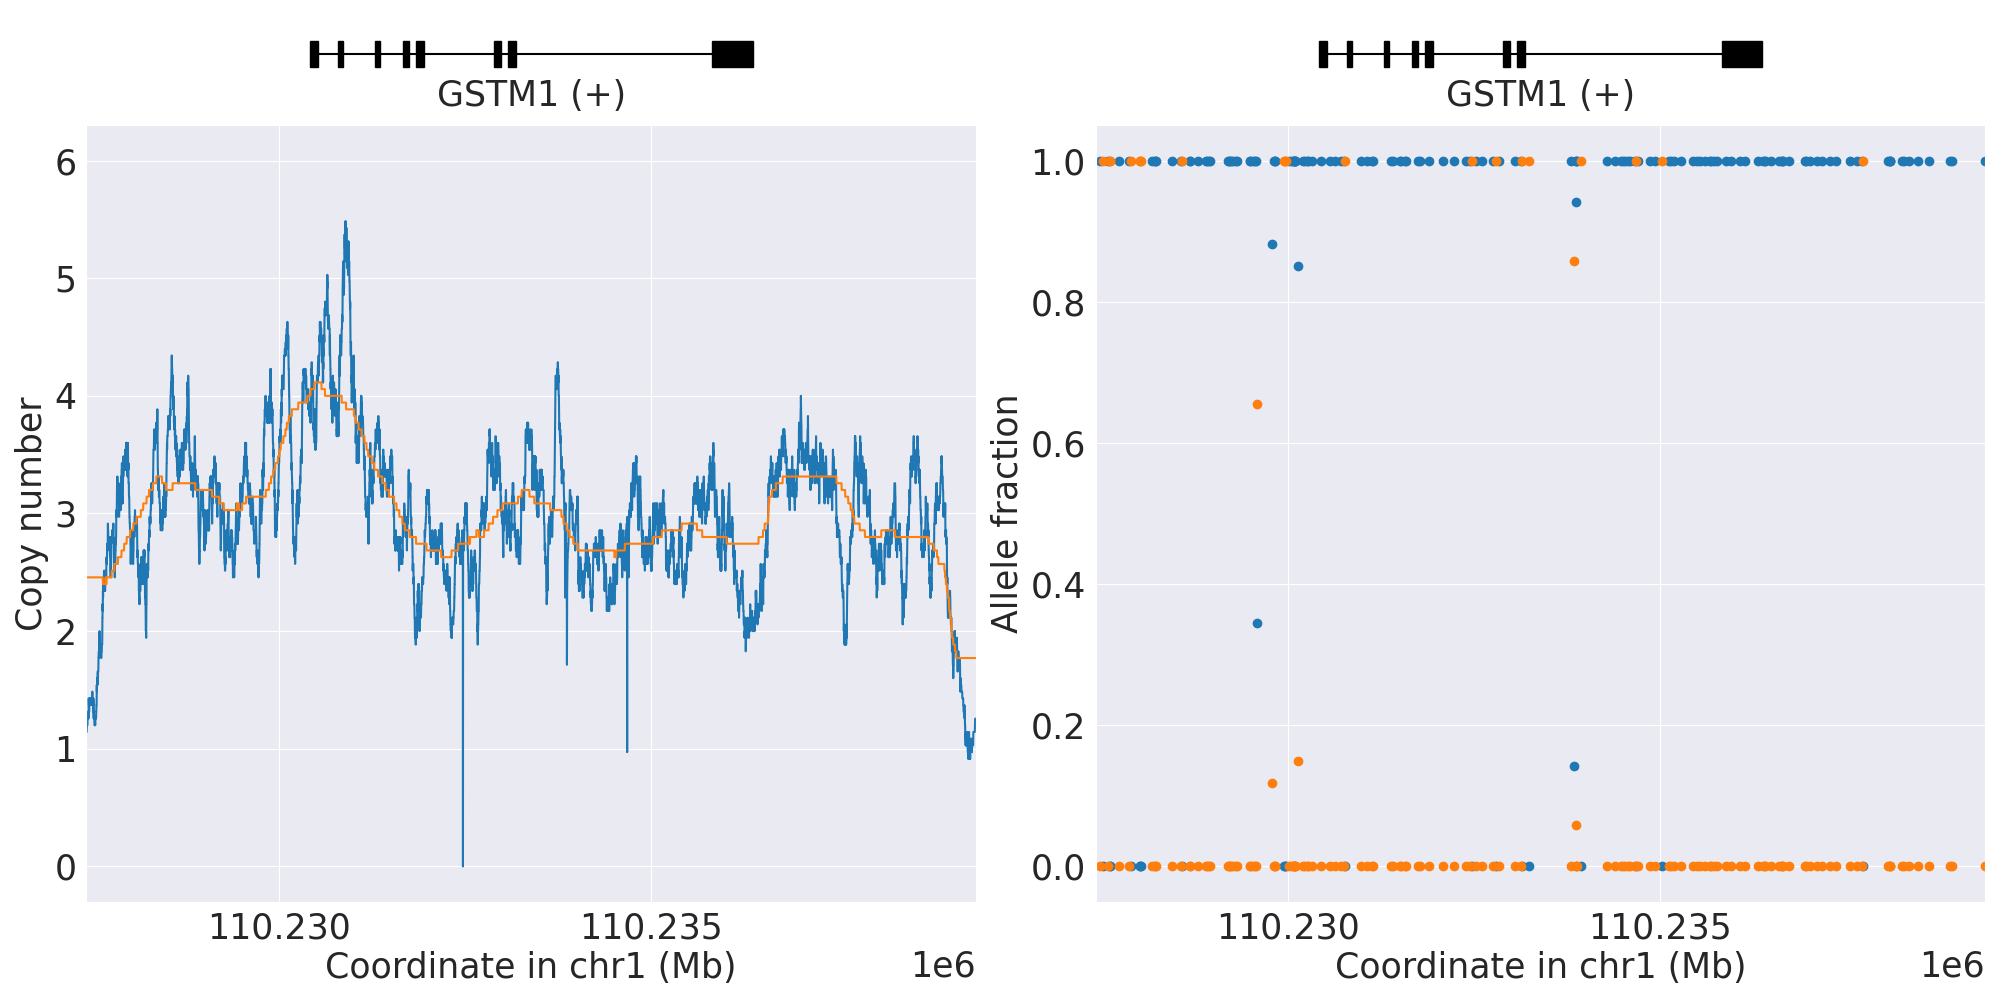 GSTM1 (+)
Copy number
6
5
4
3
2
1
0
110.230
110.235
Coordinate in chr1 (Mb)
1e6
GSTM1 (+)
Allele fraction
1.0
0.8
0.6
0.4
0.2
0.0
110.230
110.235
Coordinate in chr1 (Mb)
1e6